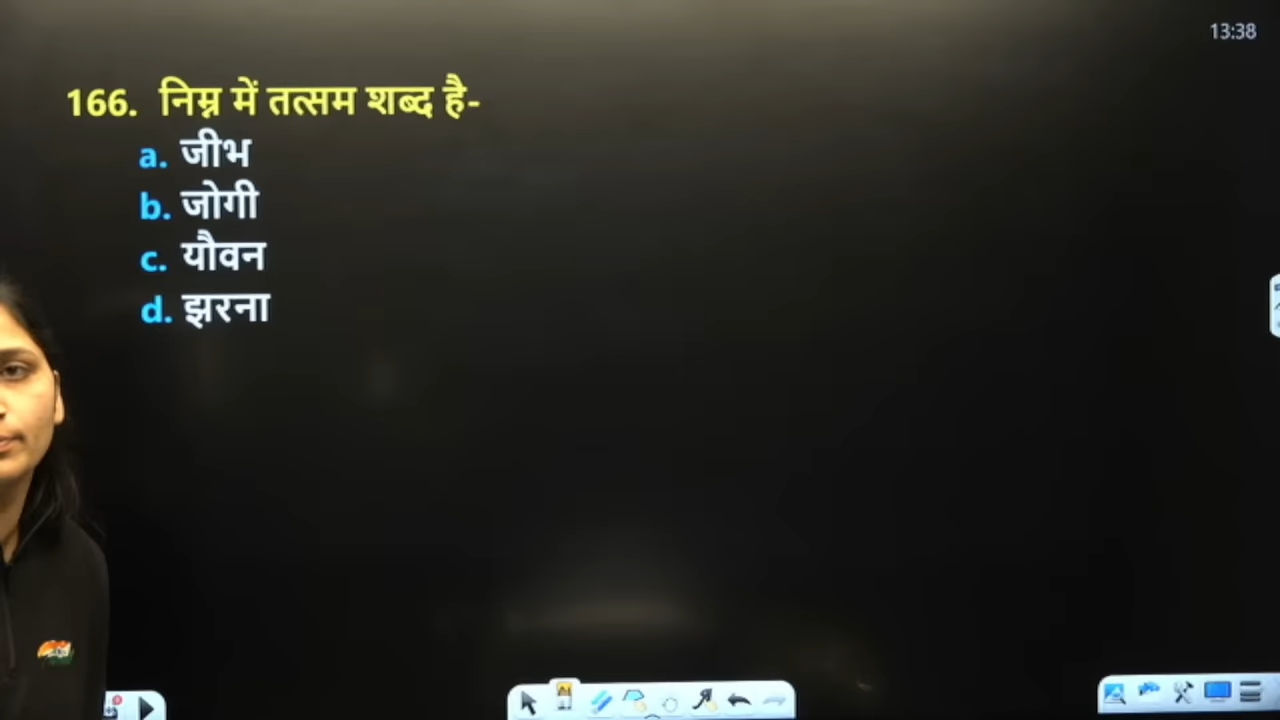 13:38
166. निम्न में तत्सम शब्द है-
a. जीभ
b. जोगी
c. यौवन
d. झरना